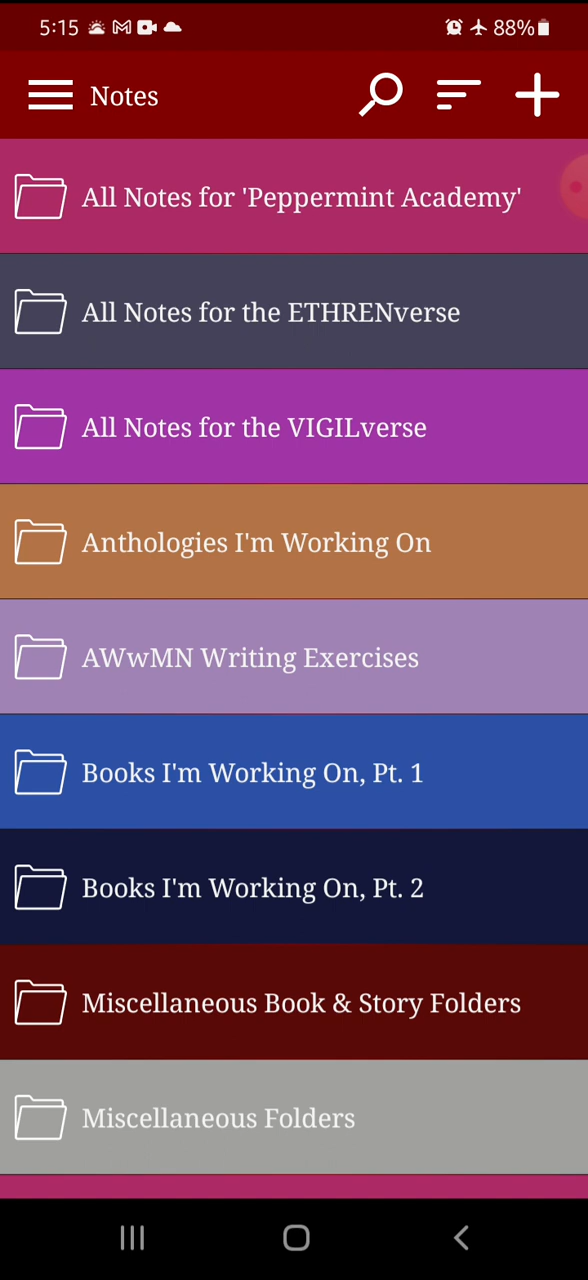 5:15 88%
Notes
All Notes for 'Peppermint Academy'
All Notes for the ETHRENverse
All Notes for the VIGILverse
Anthologies I'm Working On
AWwMN Writing Exercises
Books I'm Working On, Pt. 1
Books I'm Working On, Pt. 2
Miscellaneous Book & Story Folders
Miscellaneous Folders